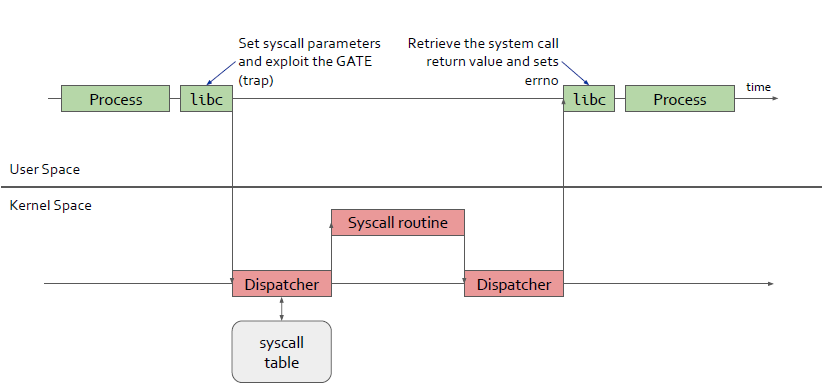 Set syscall parameters
and exploit the GATE
(trap)
Retrieve the system call
return value and sets
errno
Process
libc
libc
Process
time
User Space
Kernel Space
Syscall routine
Dispatcher
Dispatcher
syscall
table